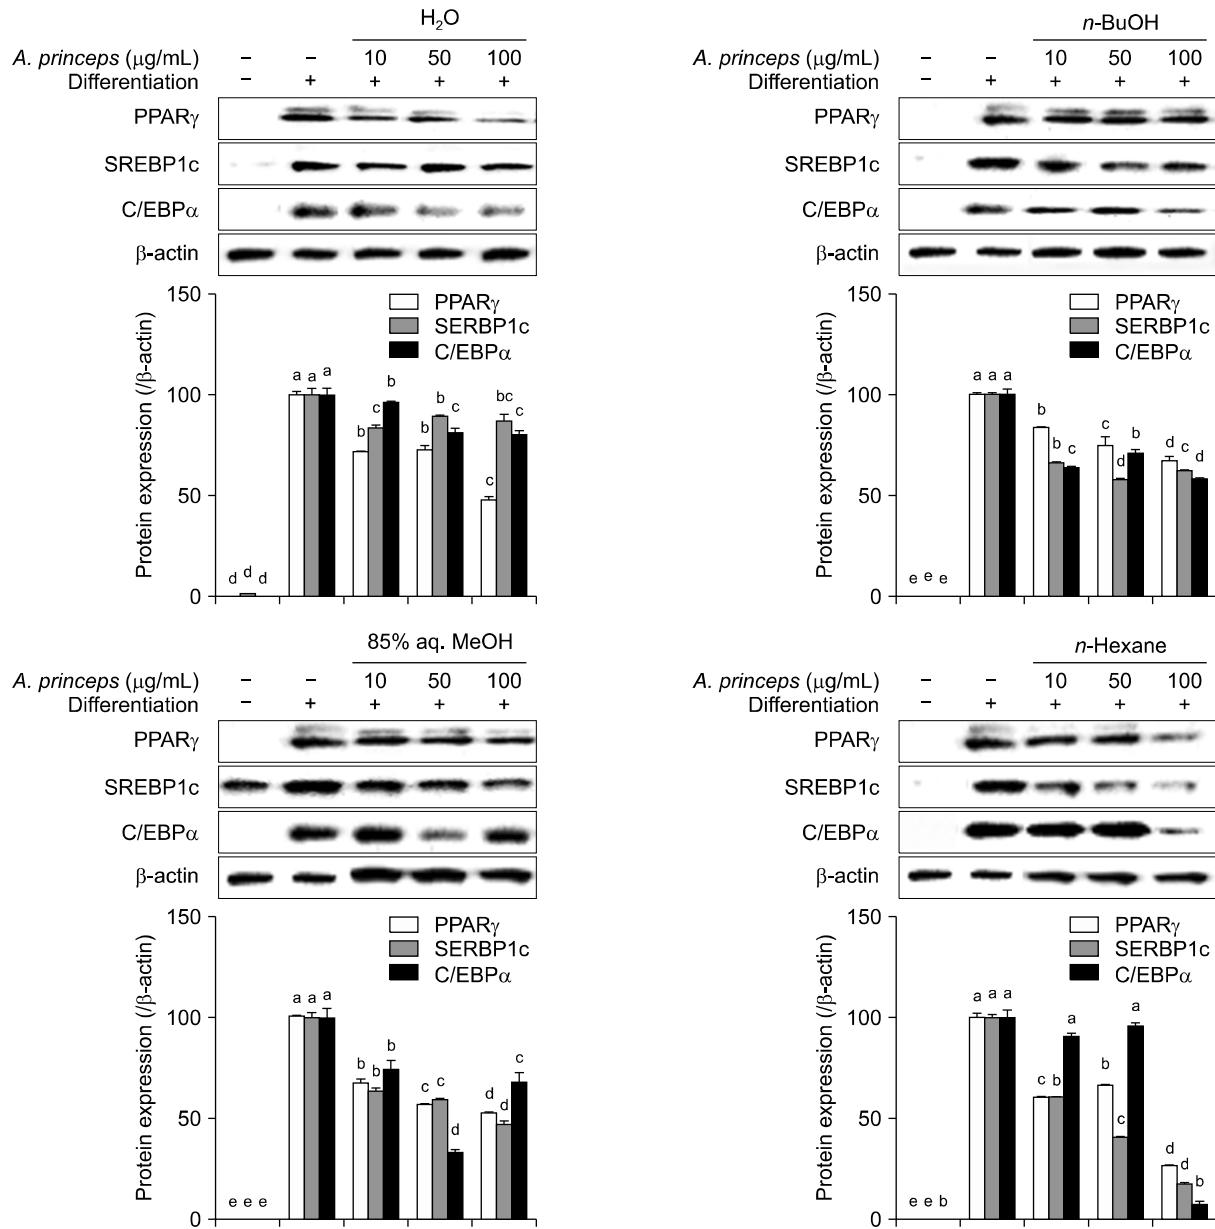 H₂O
A. princeps (μg/mL) – – 10 50 100
Differentiation – + + + +
PPARγ
SREBP1c
C/EBPα
β-actin
150
100
50
0
Protein expression (/β-actin)
PPARγ
SERBP1c
C/EBPα
d d d
a a a
b c b
b b c
c bc c
n-BuOH
A. princeps (μg/mL) – – 10 50 100
Differentiation – + + + +
PPARγ
SREBP1c
C/EBPα
β-actin
150
100
50
0
Protein expression (/β-actin)
PPARγ
SERBP1c
C/EBPα
e e e
a a a
b b c
c d b
d c d
85% aq. MeOH
A. princeps (μg/mL) – – 10 50 100
Differentiation – + + + +
PPARγ
SREBP1c
C/EBPα
β-actin
150
100
50
0
Protein expression (/β-actin)
PPARγ
SERBP1c
C/EBPα
e e e
a a a
b b b
c c d
d d c
n-Hexane
A. princeps (μg/mL) – – 10 50 100
Differentiation – + + + +
PPARγ
SREBP1c
C/EBPα
β-actin
150
100
50
0
Protein expression (/β-actin)
PPARγ
SERBP1c
C/EBPα
e e b
a a a
c b a
b c a
d d b